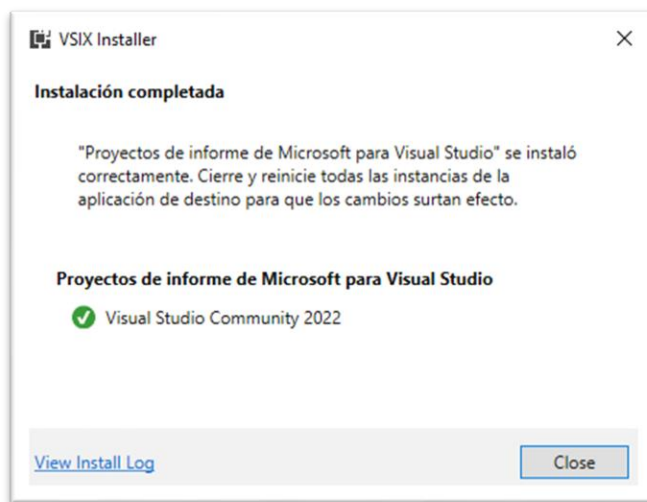 VSIX Installer
Instalación completada
"Proyectos de informe de Microsoft para Visual Studio" se instaló
correctamente. Cierre y reinicie todas las instancias de la
aplicación de destino para que los cambios surtan efecto.
Proyectos de informe de Microsoft para Visual Studio
Visual Studio Community 2022
View Install Log
Close